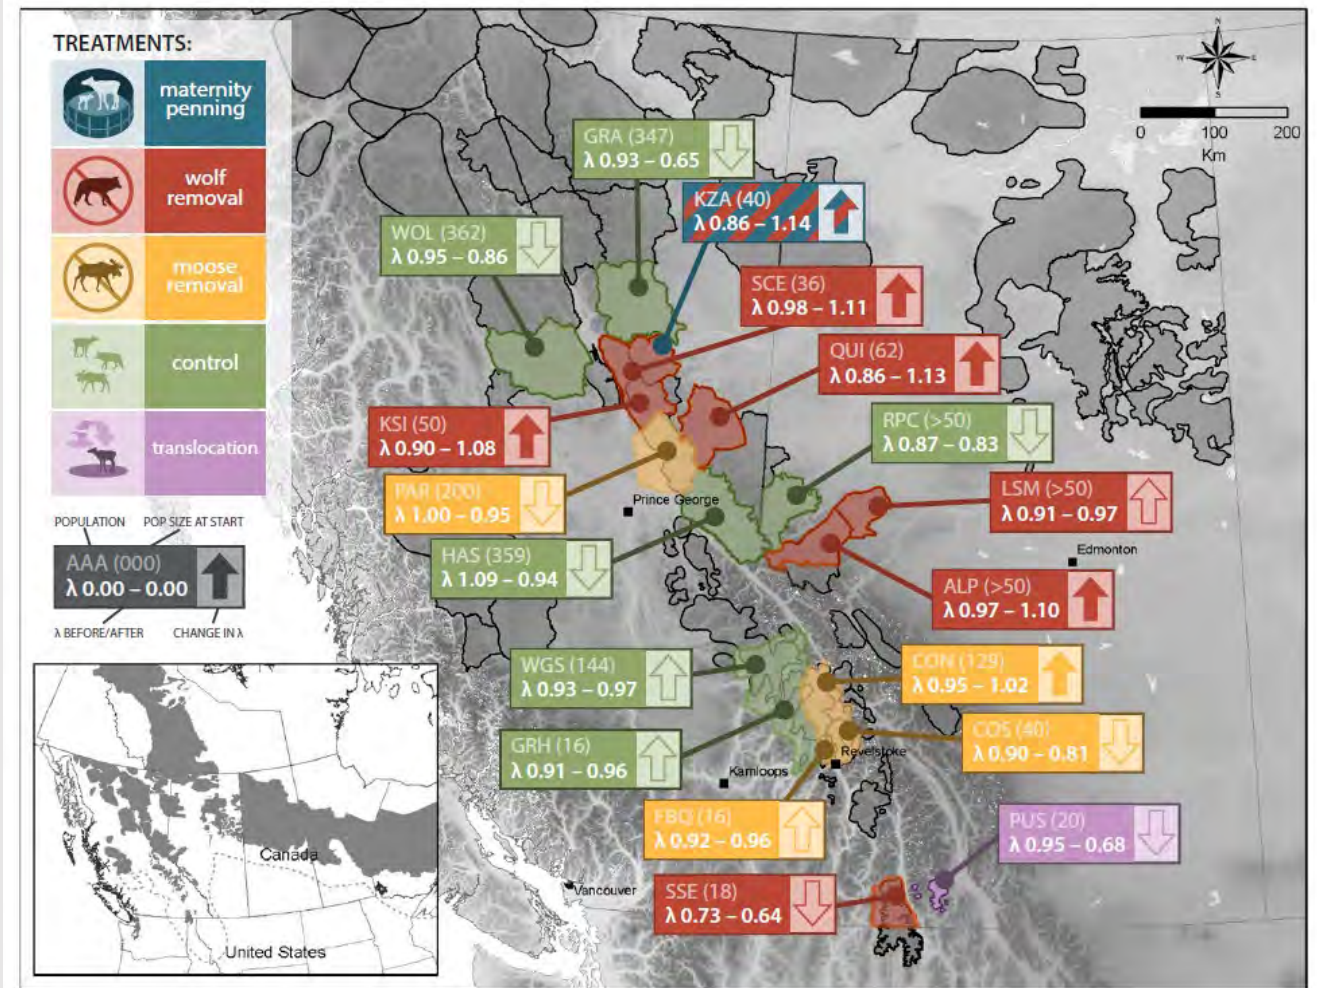 TREATMENTS:
maternity
penning
wolf
removal
moose
removal
control
translocation
POPULATION
POP SIZE AT START
AAA (000)
λ 0.00 – 0.00
λ BEFORE/AFTER
CHANGE IN λ
N
W
E
S
0
100
200
Km
GRA (347)
λ 0.93 – 0.65
KZA (40)
λ 0.86 – 1.14
WOL (362)
λ 0.95 – 0.86
SCE (36)
λ 0.98 – 1.11
QUI (62)
λ 0.86 – 1.13
KSI (50)
λ 0.90 – 1.08
RPC (>50)
λ 0.87 – 0.83
PAR (200)
λ 1.00 – 0.95
Prince George
LSM (>50)
λ 0.91 – 0.97
HAS (359)
λ 1.09 – 0.94
Edmonton
ALP (>50)
λ 0.97 – 1.10
WGS (144)
λ 0.93 – 0.97
CON (129)
λ 0.95 – 1.02
GRH (16)
λ 0.91 – 0.96
COS (40)
λ 0.90 – 0.81
Revelstoke
Kamloops
FBQ (16)
λ 0.92 – 0.96
PUS (20)
λ 0.95 – 0.68
SSE (18)
λ 0.73 – 0.64
Vancouver
Canada
United States